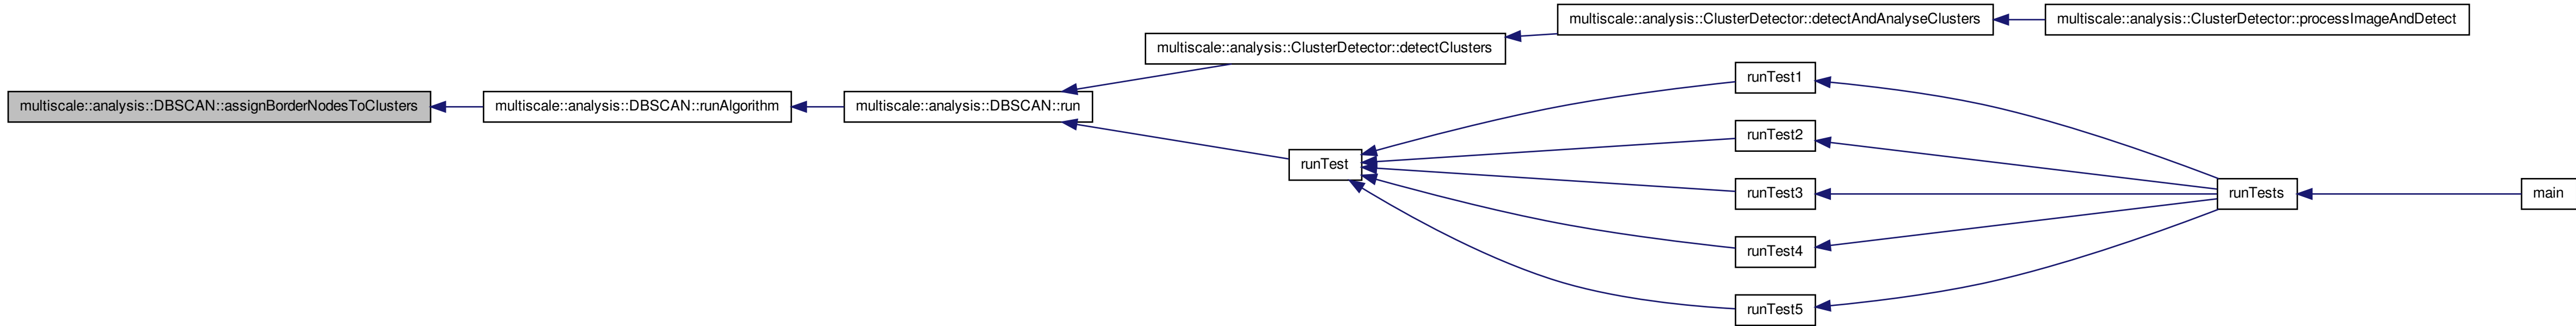 multiscale::analysis::ClusterDetector::detectAndAnalyseClusters
multiscale::analysis::ClusterDetector::processImageAndDetect
multiscale::analysis::ClusterDetector::detectClusters
runTest1
multiscale::analysis::DBSCAN::assignBorderNodesToClusters
multiscale::analysis::DBSCAN::runAlgorithm
multiscale::analysis::DBSCAN::run
runTest2
runTest
runTest3
runTests
main
runTest4
runTest5